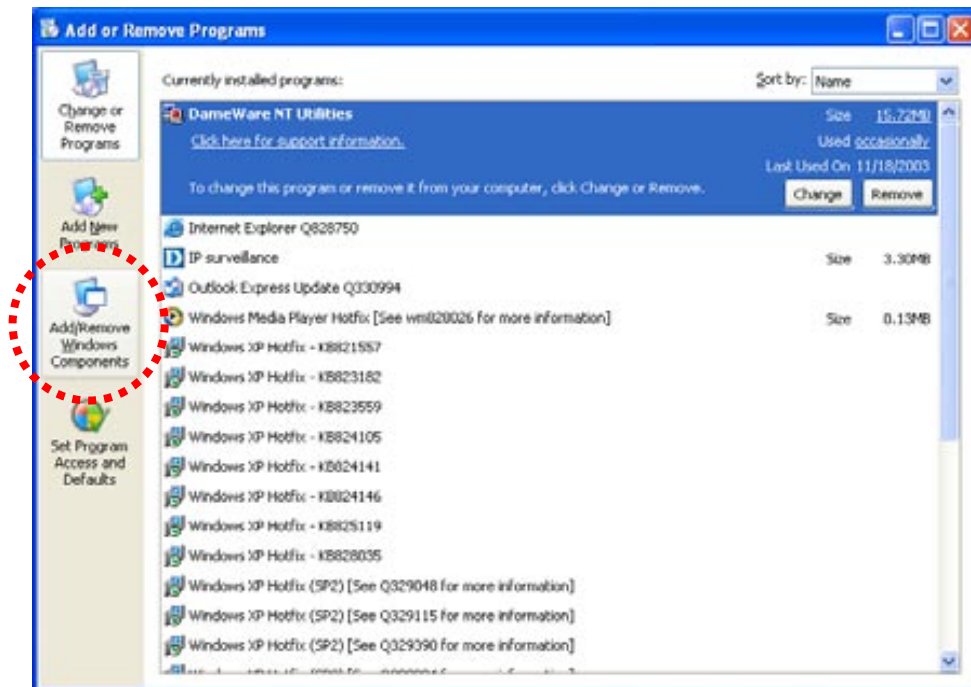 Add or Remove Programs
Change or
Remove
Programs
Add New
Programs
Add/Remove
Windows
Components
Set Program
Access and
Defaults
Currently installed programs:
Sort by: Name
DameWare NT Utilities
Size 15.72MB
Click here for support information.
Used occasionally
Last Used On 11/18/2003
To change this program or remove it from your computer, click Change or Remove.
Change Remove
Internet Explorer Q828750
IP surveillance Size 3.30MB
Outlook Express Update Q330994
Windows Media Player Hotfix [See wm828026 for more information] Size 0.13MB
Windows XP Hotfix - KB821557
Windows XP Hotfix - KB823182
Windows XP Hotfix - KB823559
Windows XP Hotfix - KB824105
Windows XP Hotfix - KB824141
Windows XP Hotfix - KB824146
Windows XP Hotfix - KB825119
Windows XP Hotfix - KB828035
Windows XP Hotfix (SP2) [See Q329048 for more information]
Windows XP Hotfix (SP2) [See Q329115 for more information]
Windows XP Hotfix (SP2) [See Q329390 for more information]